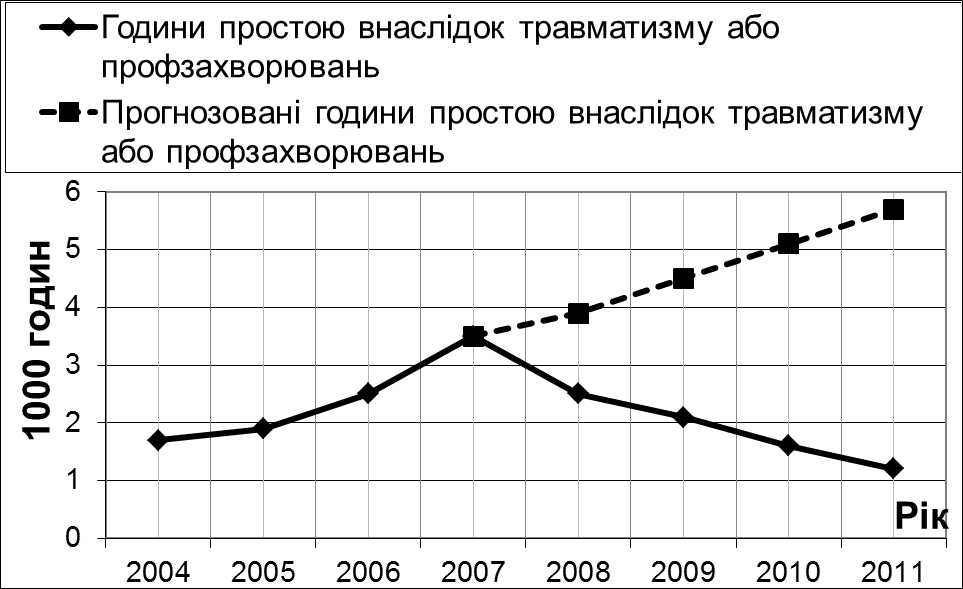 Години простою внаслідок травматизму або
профзахворювань
Прогнозовані години простою внаслідок травматизму
або профзахворювань
1000 годин
6
5
4
3
2
1
0
2004 2005 2006 2007 2008 2009 2010 2011
Рік